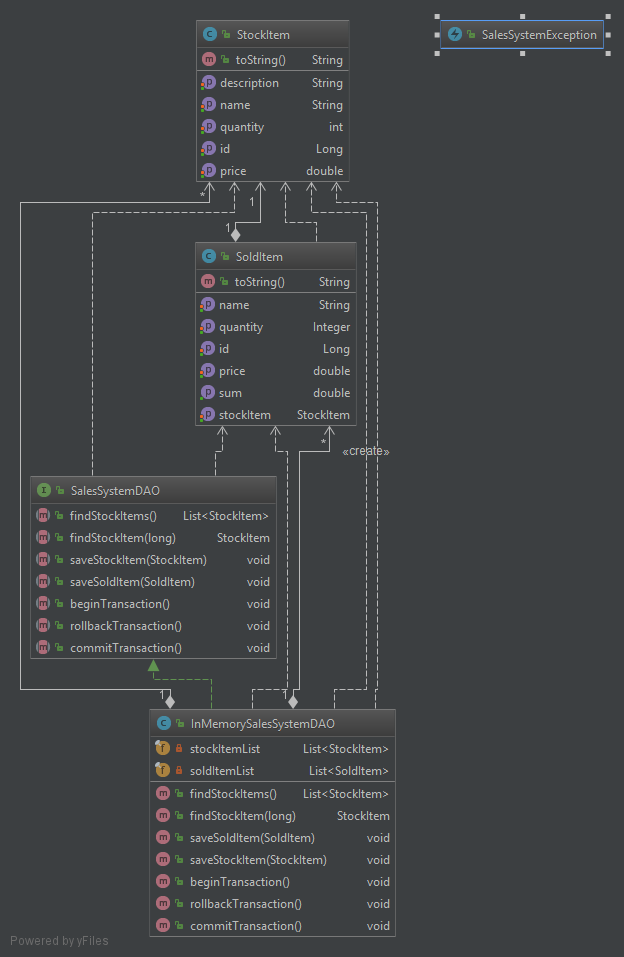 StockItem
toString() String
description String
name String
quantity int
id Long
price double
SalesSystemException
* 1
1
SoldItem
toString() String
name String
quantity Integer
id Long
price double
sum double
stockItem StockItem
*
«create»
SalesSystemDAO
findStockItems() List<StockItem>
findStockItem(long) StockItem
saveStockItem(StockItem) void
saveSoldItem(SoldItem) void
beginTransaction() void
rollbackTransaction() void
commitTransaction() void
1 1
InMemorySalesSystemDAO
stockItemList List<StockItem>
soldItemList List<SoldItem>
findStockItems() List<StockItem>
findStockItem(long) StockItem
saveSoldItem(SoldItem) void
saveStockItem(StockItem) void
beginTransaction() void
rollbackTransaction() void
commitTransaction() void
Powered by yFiles